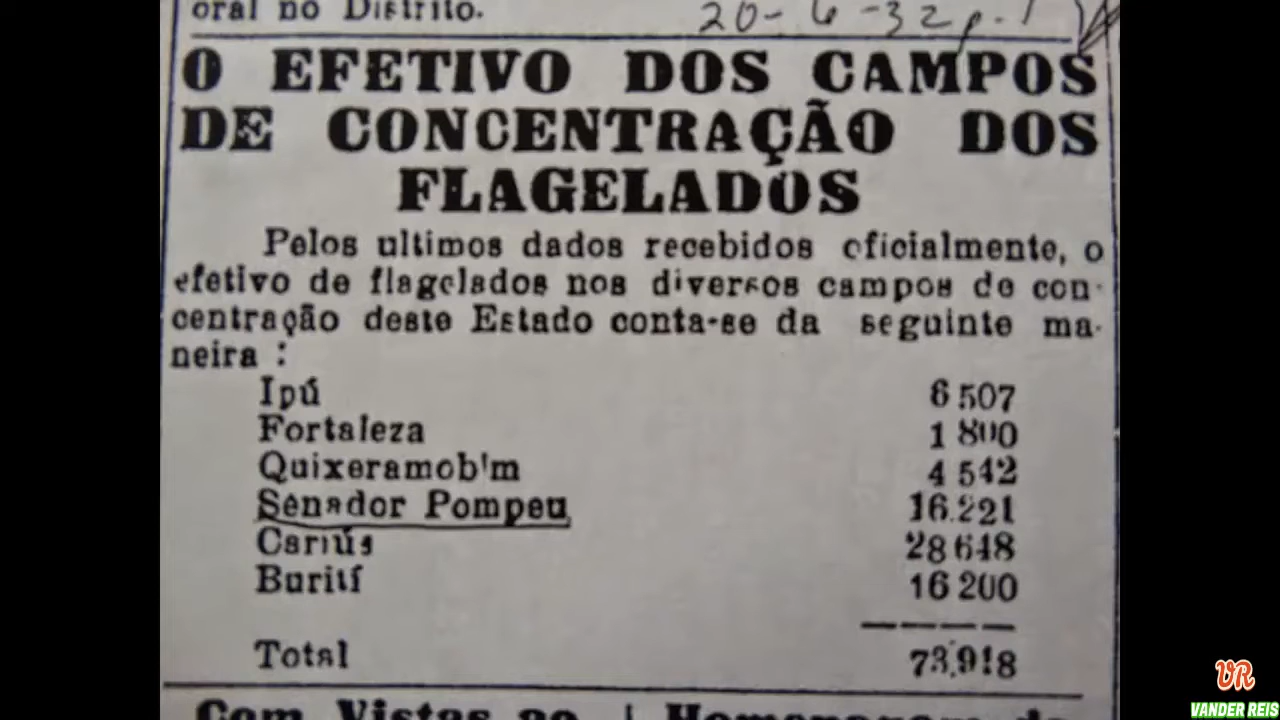 oral no Distrito.
20-6-32 p.1
O EFETIVO DOS CAMPOS
DE CONCENTRAÇÃO DOS
FLAGELADOS
Pelos ultimos dados recebidos oficialmente, o
efetivo de flagelados nos diversos campos de con-
centração deste Estado conta-se da seguinte ma-
neira :
Ipú 6 507
Fortaleza 1 800
Quixeramob'm 4 542
Senador Pompeu 16.221
Cariús 28 648
Buriti 16 200
Total 73.918
Com Vistas ao
VR
VANDER REIS